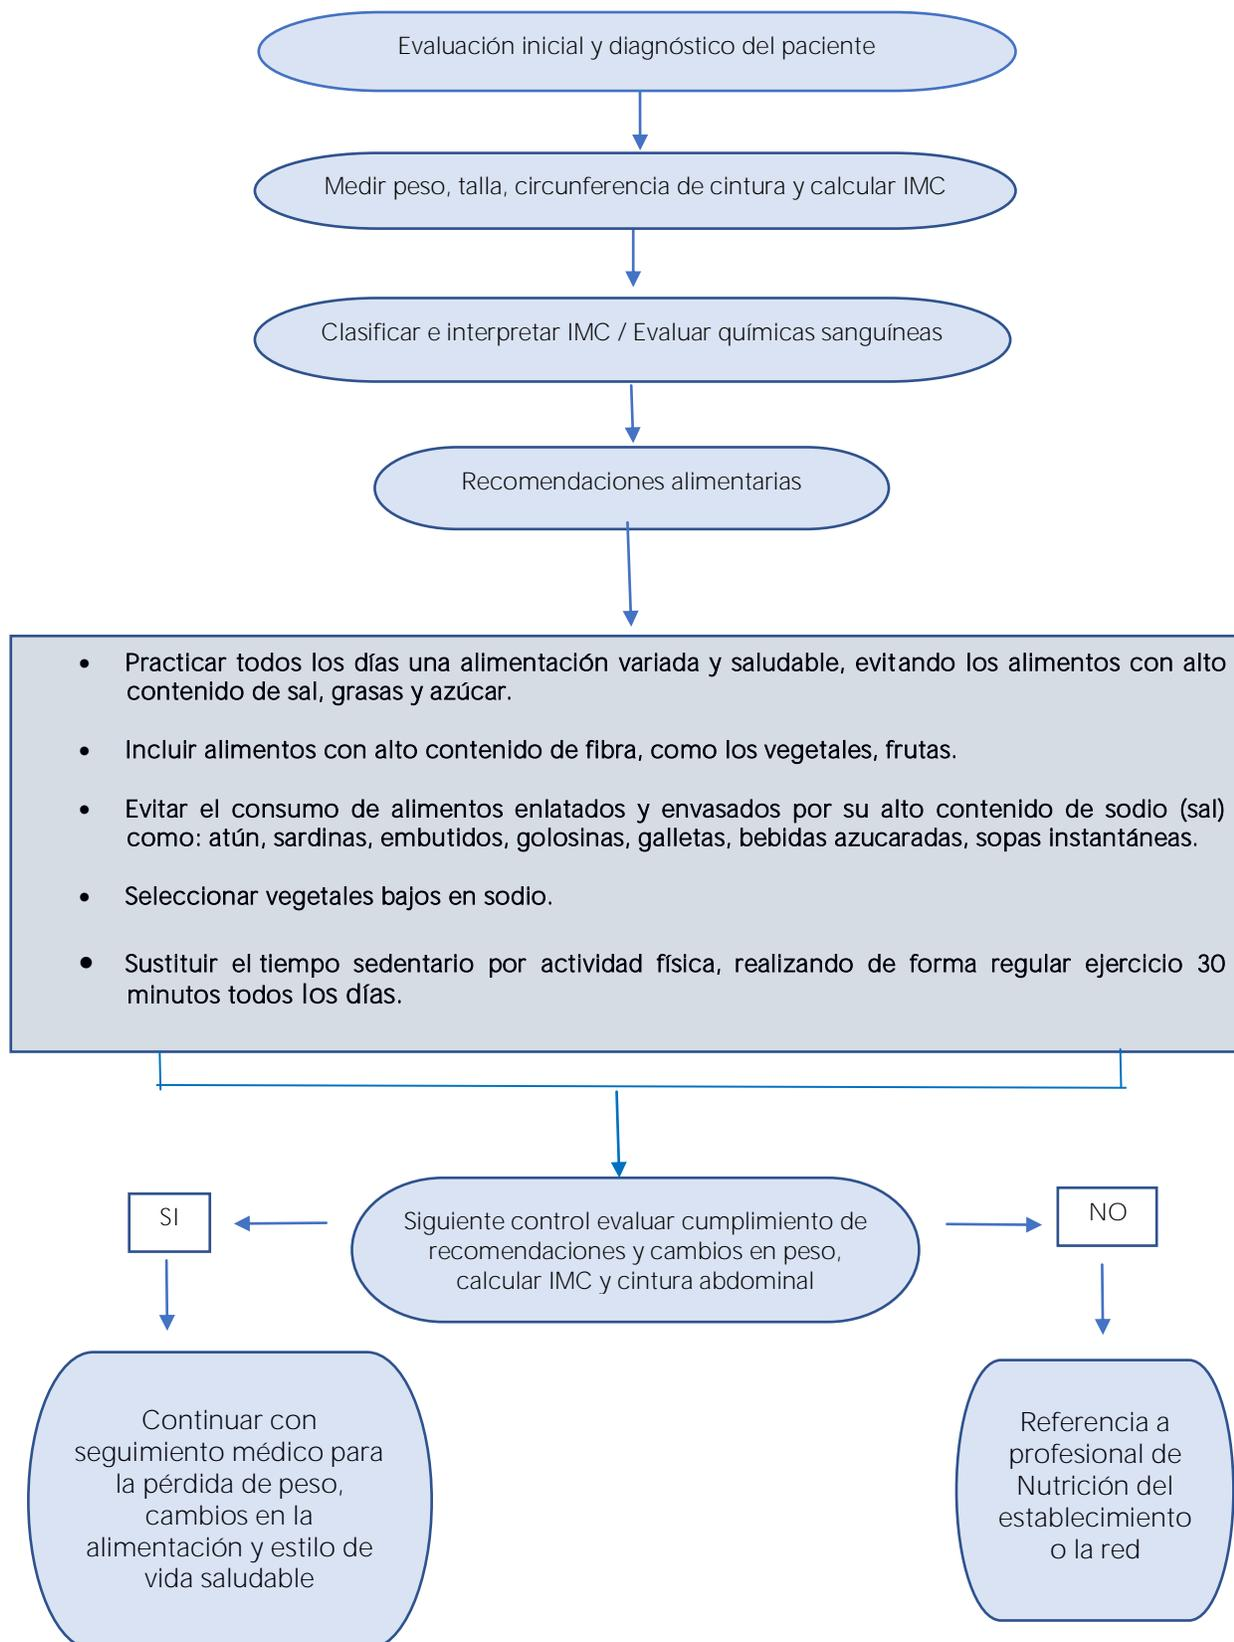 Evaluación inicial y diagnóstico del paciente
Medir peso, talla, circunferencia de cintura y calcular IMC
Clasificar e interpretar IMC / Evaluar químicas sanguíneas
Recomendaciones alimentarias
• Practicar todos los días una alimentación variada y saludable, evitando los alimentos con alto
contenido de sal, grasas y azúcar.
• Incluir alimentos con alto contenido de fibra, como los vegetales, frutas.
• Evitar el consumo de alimentos enlatados y envasados por su alto contenido de sodio (sal)
como: atún, sardinas, embutidos, golosinas, galletas, bebidas azucaradas, sopas instantáneas.
• Seleccionar vegetales bajos en sodio.
• Sustituir el tiempo sedentario por actividad física, realizando de forma regular ejercicio 30
minutos todos los días.
SI
Siguiente control evaluar cumplimiento de
recomendaciones y cambios en peso,
calcular IMC y cintura abdominal
NO
Continuar con
seguimiento médico para
la pérdida de peso,
cambios en la
alimentación y estilo de
vida saludable
Referencia a
profesional de
Nutrición del
establecimiento
o la red